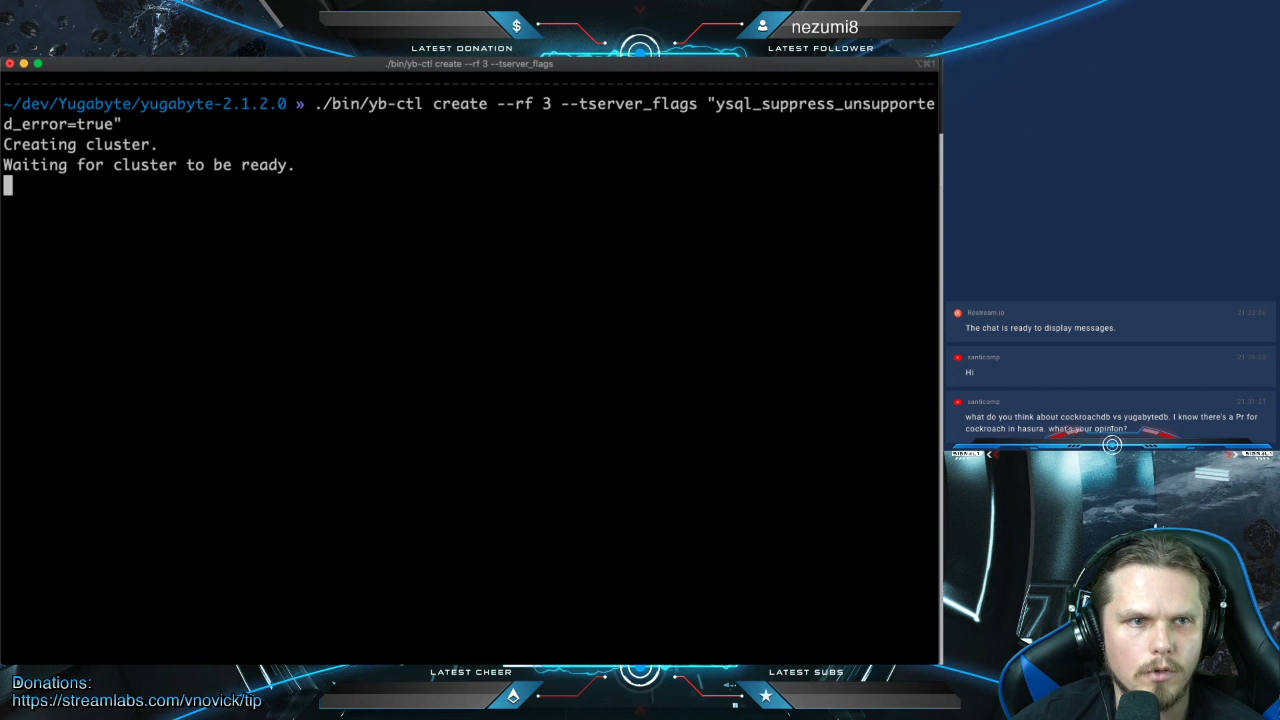 $
LATEST DONATION
nezumi8
LATEST FOLLOWER
./bin/yb-ctl create --rf 3 --tserver_flags
⌥⌘1
~/dev/Yugabyte/yugabyte-2.1.2.0 » ./bin/yb-ctl create --rf 3 --tserver_flags "ysql_suppress_unsupporte
d_error=true"
Creating cluster.
Waiting for cluster to be ready.
Restream.io
The chat is ready to display messages.
santicomp
Hi
santicomp
what do you think about cockroachdb vs yugabytedb. I know there's a Pr for
cockroach in hasura. what's your opinion?
LATEST CHEER
LATEST SUBS
Donations:
https://streamlabs.com/vnovick/tip